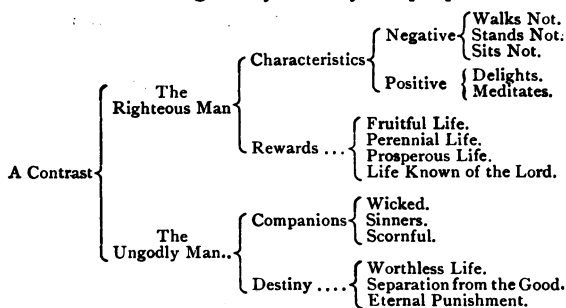 Walks Not.
Negative Stands Not.
Sits Not.
Characteristics
Positive Delights.
Meditates.
The
Righteous Man
Fruitful Life.
Perennial Life.
Rewards ... Prosperous Life.
Life Known of the Lord.
A Contrast
Wicked.
Companions Sinners.
Scornful.
The
Ungodly Man..
Worthless Life.
Destiny .... Separation from the Good.
Eternal Punishment.